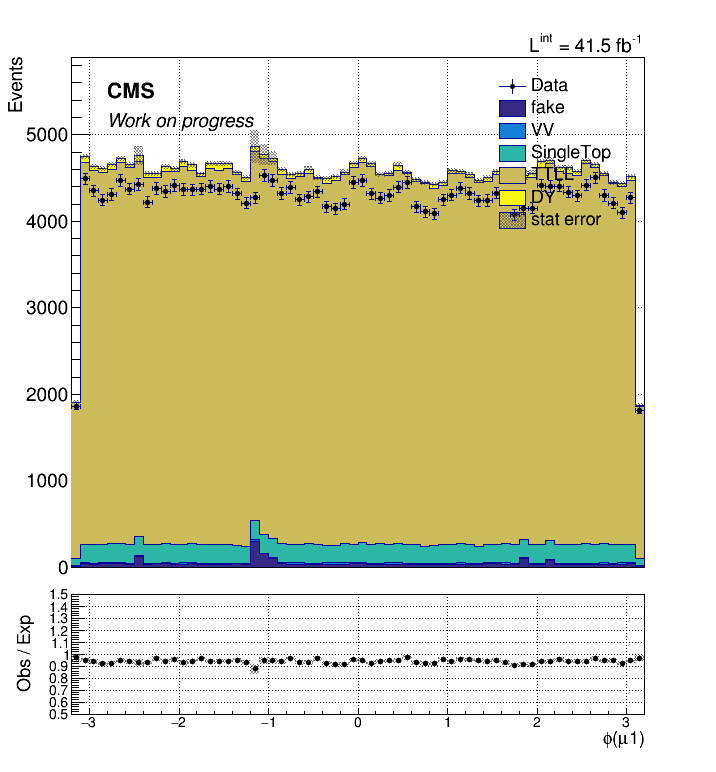 L^int = 41.5 fb^-1
Events
CMS
Work on progress
Data
fake
VV
SingleTop
TTLL
DY
stat error
5000
4000
3000
2000
1000
0
Obs / Exp
1.5
1.4
1.3
1.2
1.1
1
0.9
0.8
0.7
0.6
0.5
−3 −2 −1 0 1 2 3
ϕ(μ1)